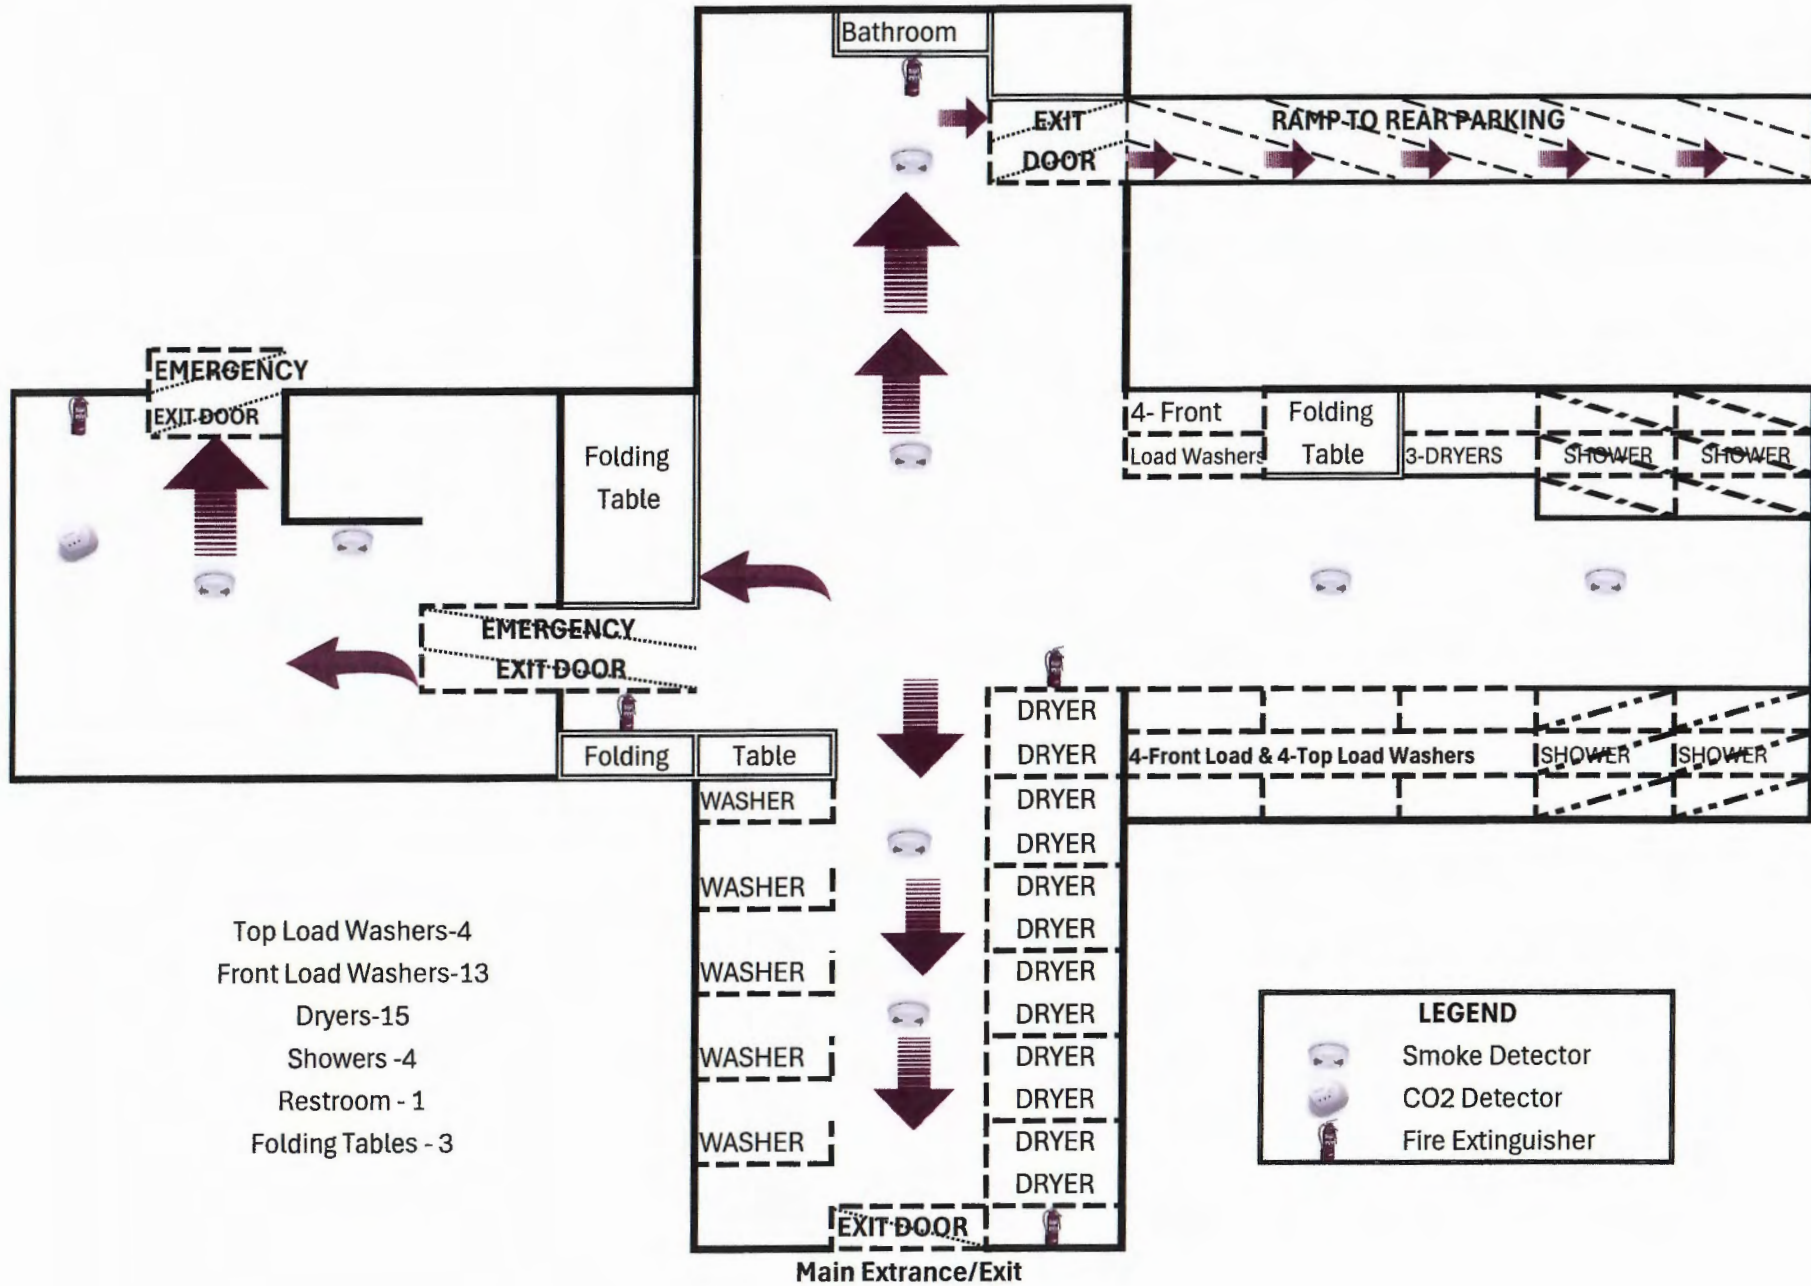 Bathroom
EXIT
DOOR
RAMP TO REAR PARKING
EMERGENCY
EXIT DOOR
Folding
Table
4- Front
Load Washers
Folding
Table
3-DRYERS
SHOWER
SHOWER
EMERGENCY
EXIT DOOR
Folding
Table
DRYER
DRYER
4-Front Load & 4-Top Load Washers
SHOWER
SHOWER
WASHER
DRYER
DRYER
WASHER
DRYER
DRYER
WASHER
DRYER
DRYER
WASHER
DRYER
DRYER
WASHER
DRYER
DRYER
EXIT DOOR
Main Extrance/Exit
Top Load Washers-4
Front Load Washers-13
Dryers-15
Showers -4
Restroom - 1
Folding Tables - 3
LEGEND
Smoke Detector
CO2 Detector
Fire Extinguisher